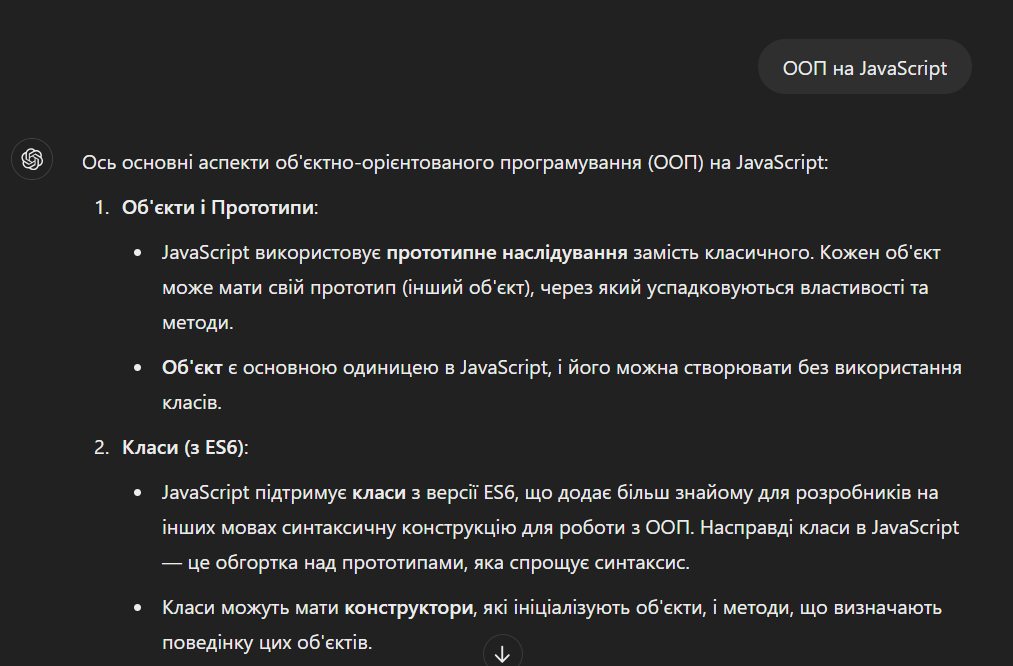 ООП на JavaScript
Ось основні аспекти об'єктно-орієнтованого програмування (ООП) на JavaScript:
1. Об'єкти і Прототипи:
• JavaScript використовує прототипне наслідування замість класичного. Кожен об'єкт
може мати свій прототип (інший об'єкт), через який успадковуються властивості та
методи.
• Об'єкт є основною одиницею в JavaScript, і його можна створювати без використання
класів.
2. Класи (з ES6):
• JavaScript підтримує класи з версії ES6, що додає більш знайому для розробників на
інших мовах синтаксичну конструкцію для роботи з ООП. Насправді класи в JavaScript
— це обгортка над прототипами, яка спрощує синтаксис.
• Класи можуть мати конструктори, які ініціалізують об'єкти, і методи, що визначають
поведінку цих об'єктів.